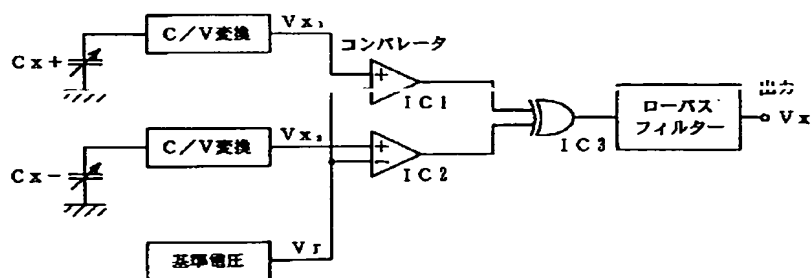 C/V変換
Vx₁
コンパレータ
Cx+
+
IC1
出力
ローパス
フィルター
Vx
IC3
C/V変換
Vx₂
+
−
IC2
Cx−
基準電圧
Vr